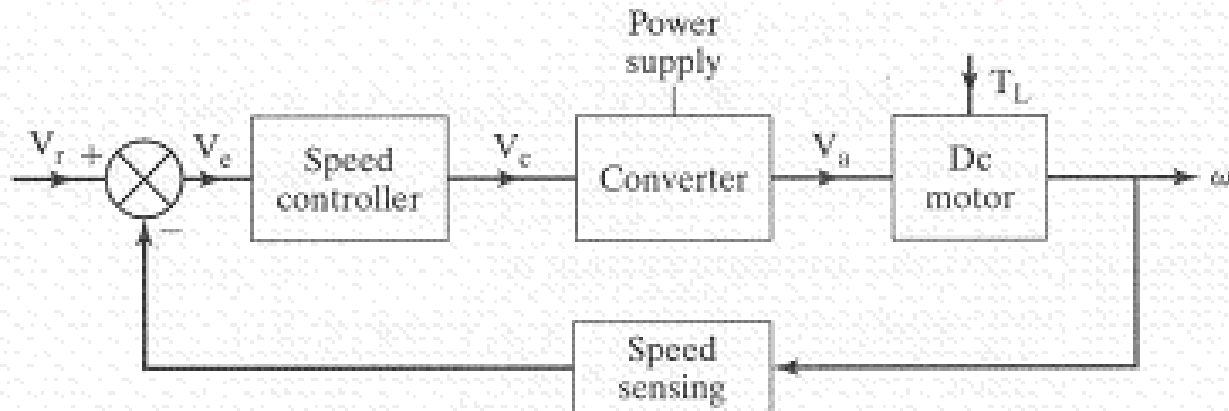 Power
supply
T_L
V_r
+
V_e
Speed
controller
V_c
Converter
V_a
Dc
motor
ω
−
Speed
sensing